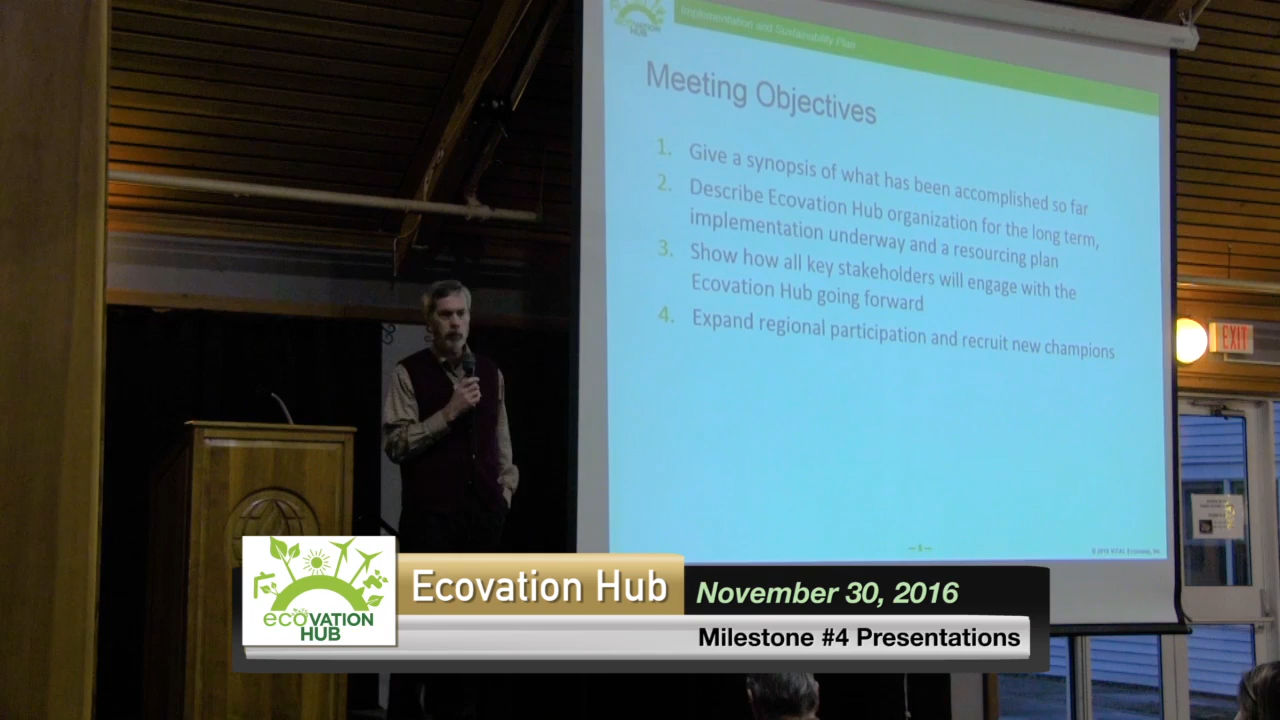 ECOVATION
HUB
Implementation and Sustainability Plan
Meeting Objectives
1. Give a synopsis of what has been accomplished so far
2. Describe Ecovation Hub organization for the long term,
implementation underway and a resourcing plan
3. Show how all key stakeholders will engage with the
Ecovation Hub going forward
4. Expand regional participation and recruit new champions
EXIT
ecoVATION
HUB
Ecovation Hub
November 30, 2016
Milestone #4 Presentations